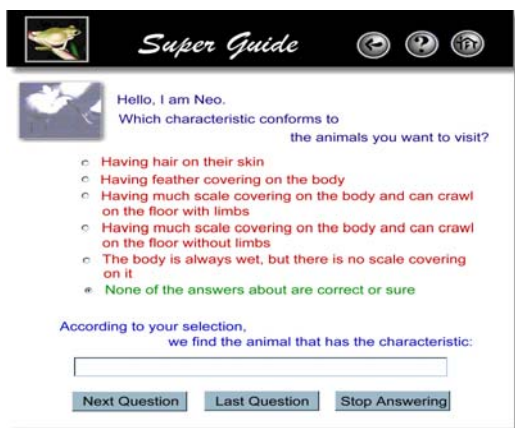 Super Guide
Hello, I am Neo.
Which characteristic conforms to
the animals you want to visit?
Having hair on their skin
Having feather covering on the body
Having much scale covering on the body and can crawl
on the floor with limbs
Having much scale covering on the body and can crawl
on the floor without limbs
The body is always wet, but there is no scale covering
on it
None of the answers about are correct or sure
According to your selection,
we find the animal that has the characteristic:
Next Question Last Question Stop Answering